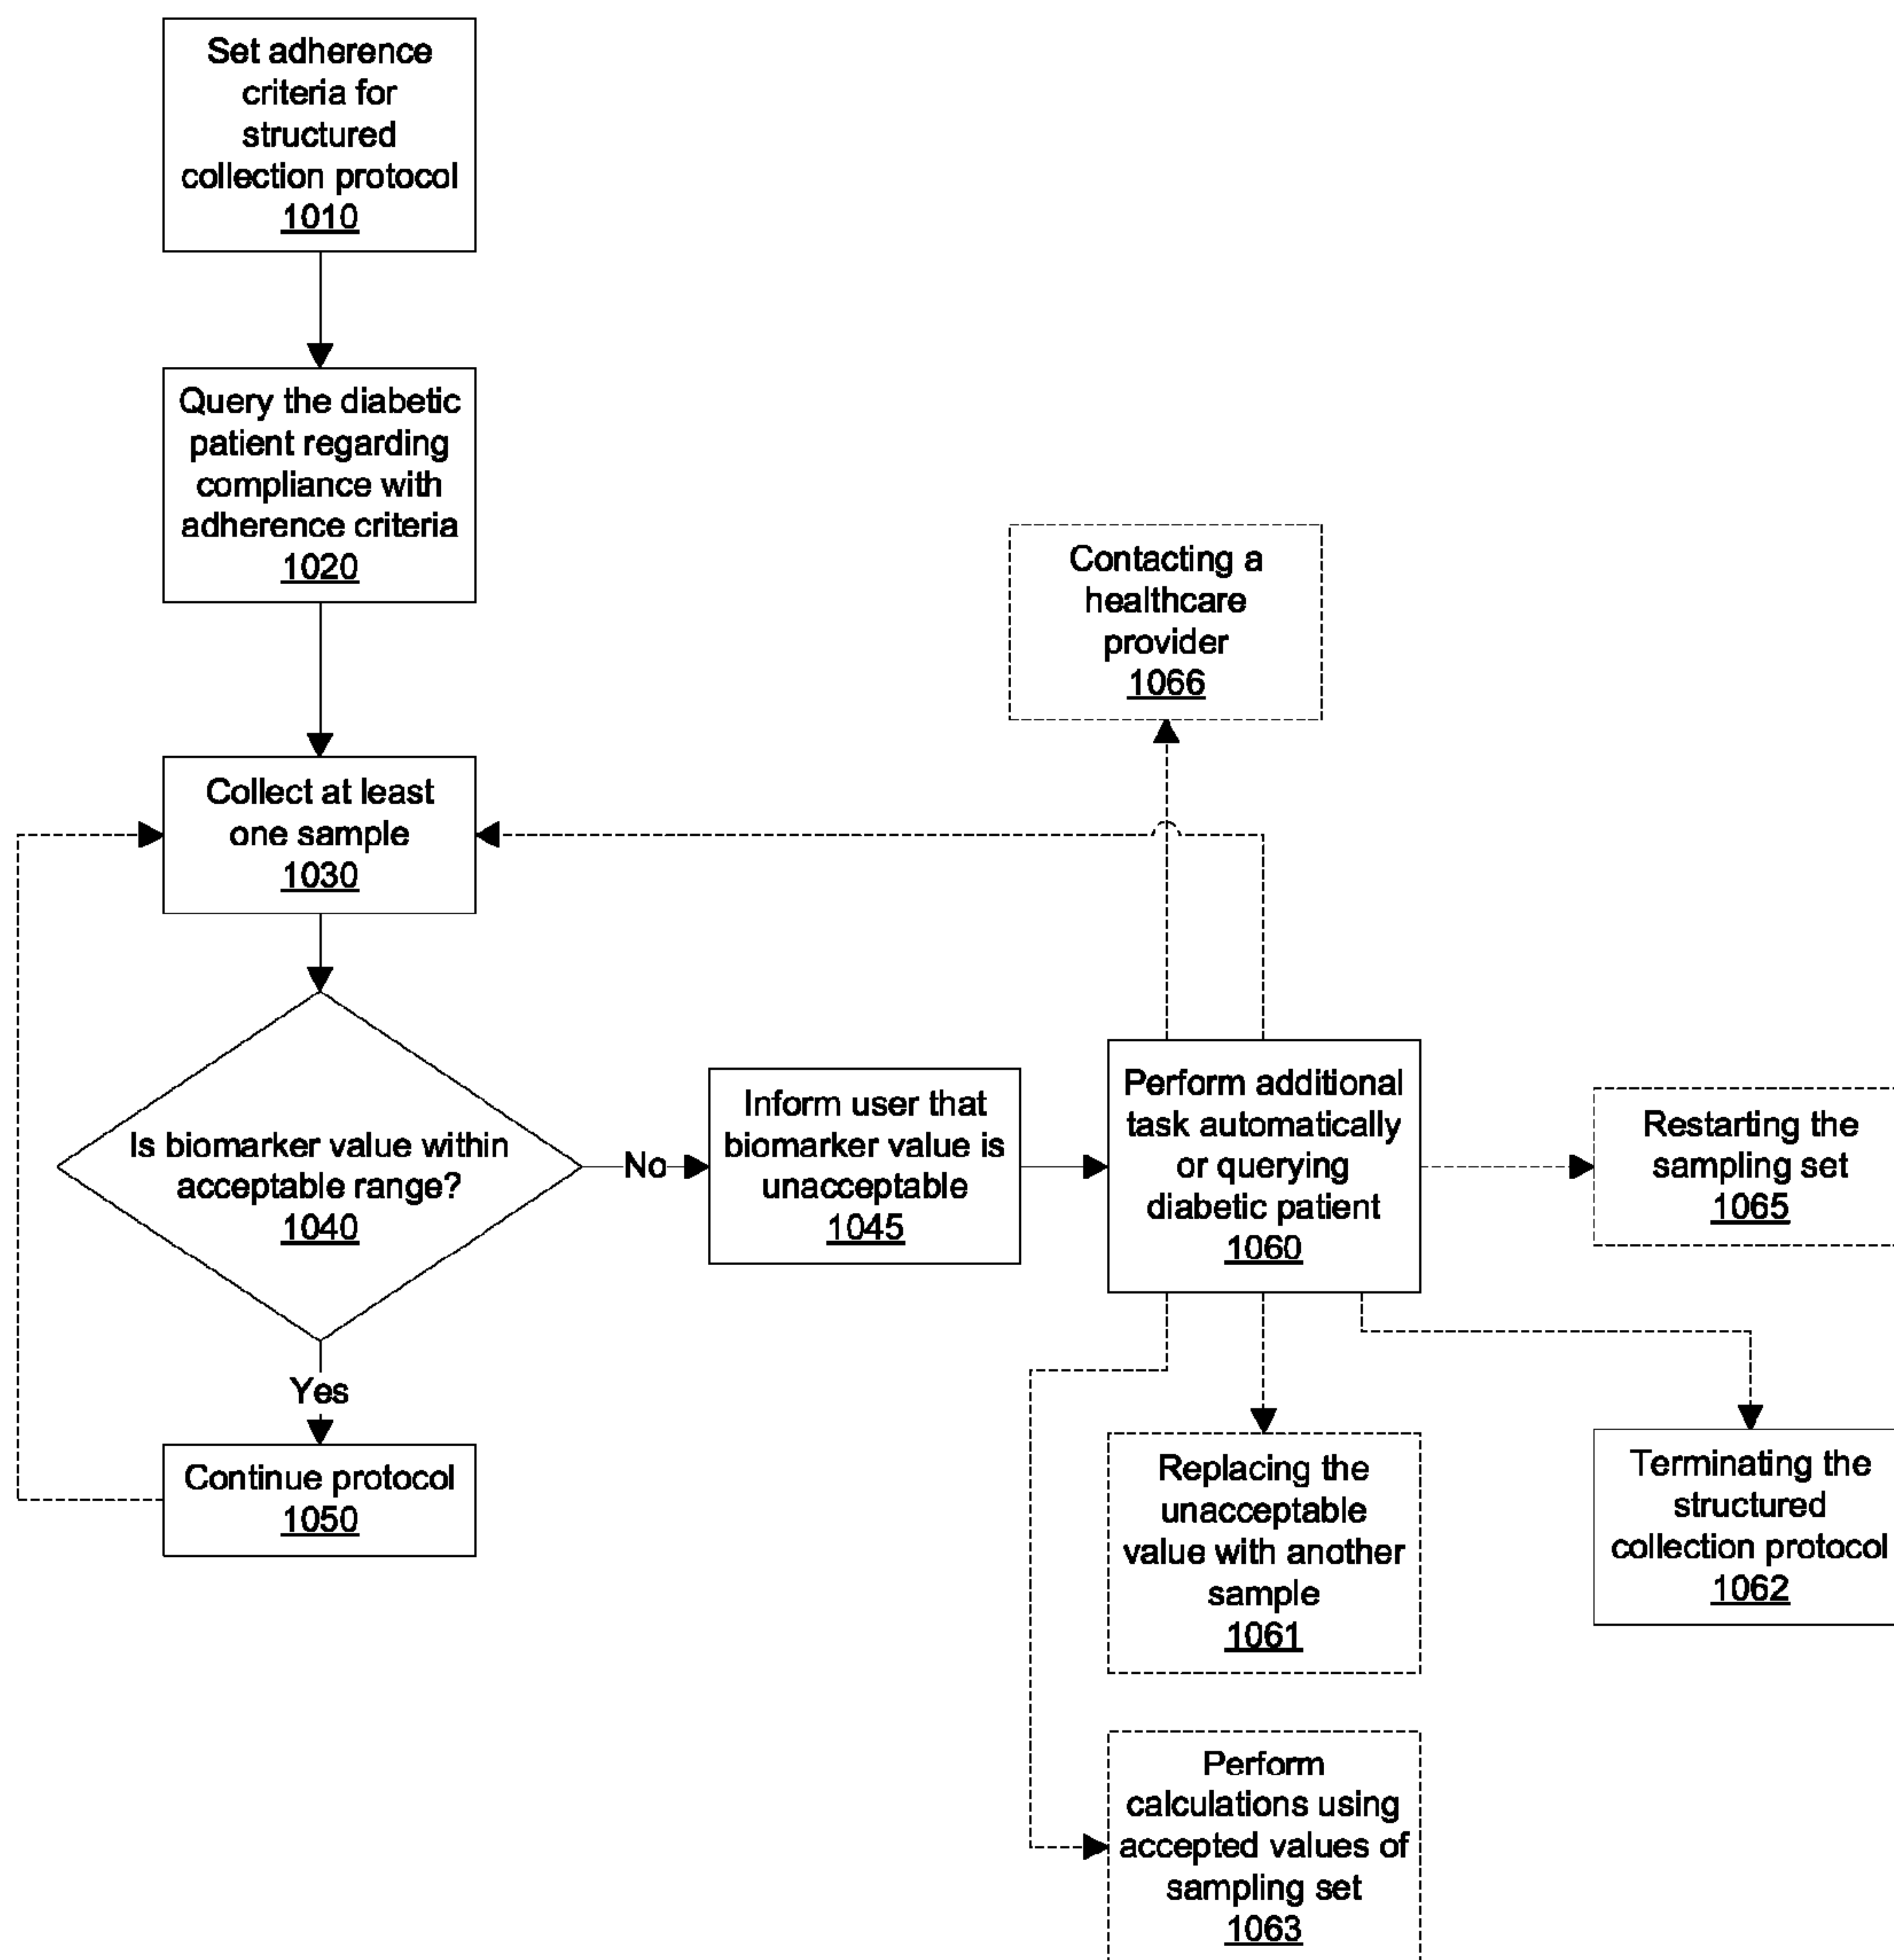 Set adherence
criteria for
structured
collection protocol
1010
Query the diabetic
patient regarding
compliance with
adherence criteria
1020
Contacting a
healthcare
provider
1066
Collect at least
one sample
1030
Is biomarker value within
acceptable range?
1040
No
Inform user that
biomarker value is
unacceptable
1045
Perform additional
task automatically
or querying
diabetic patient
1060
Restarting the
sampling set
1065
Yes
Continue protocol
1050
Replacing the
unacceptable
value with another
sample
1061
Terminating the
structured
collection protocol
1062
Perform
calculations using
accepted values of
sampling set
1063